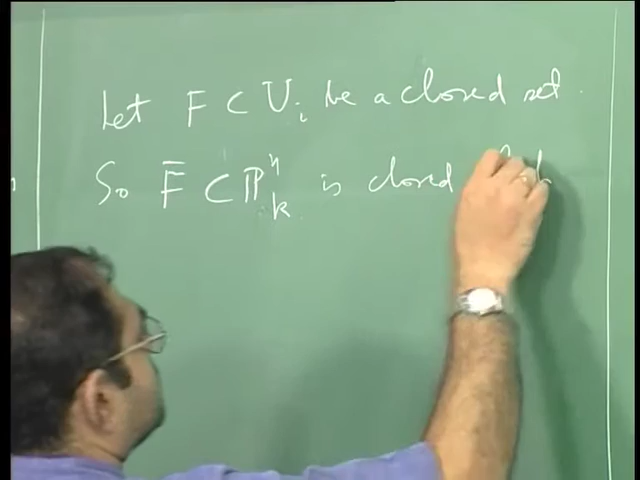 Let F ⊂ U_i be a closed set.
So F̄ ⊂ ℙ^n_k is closed